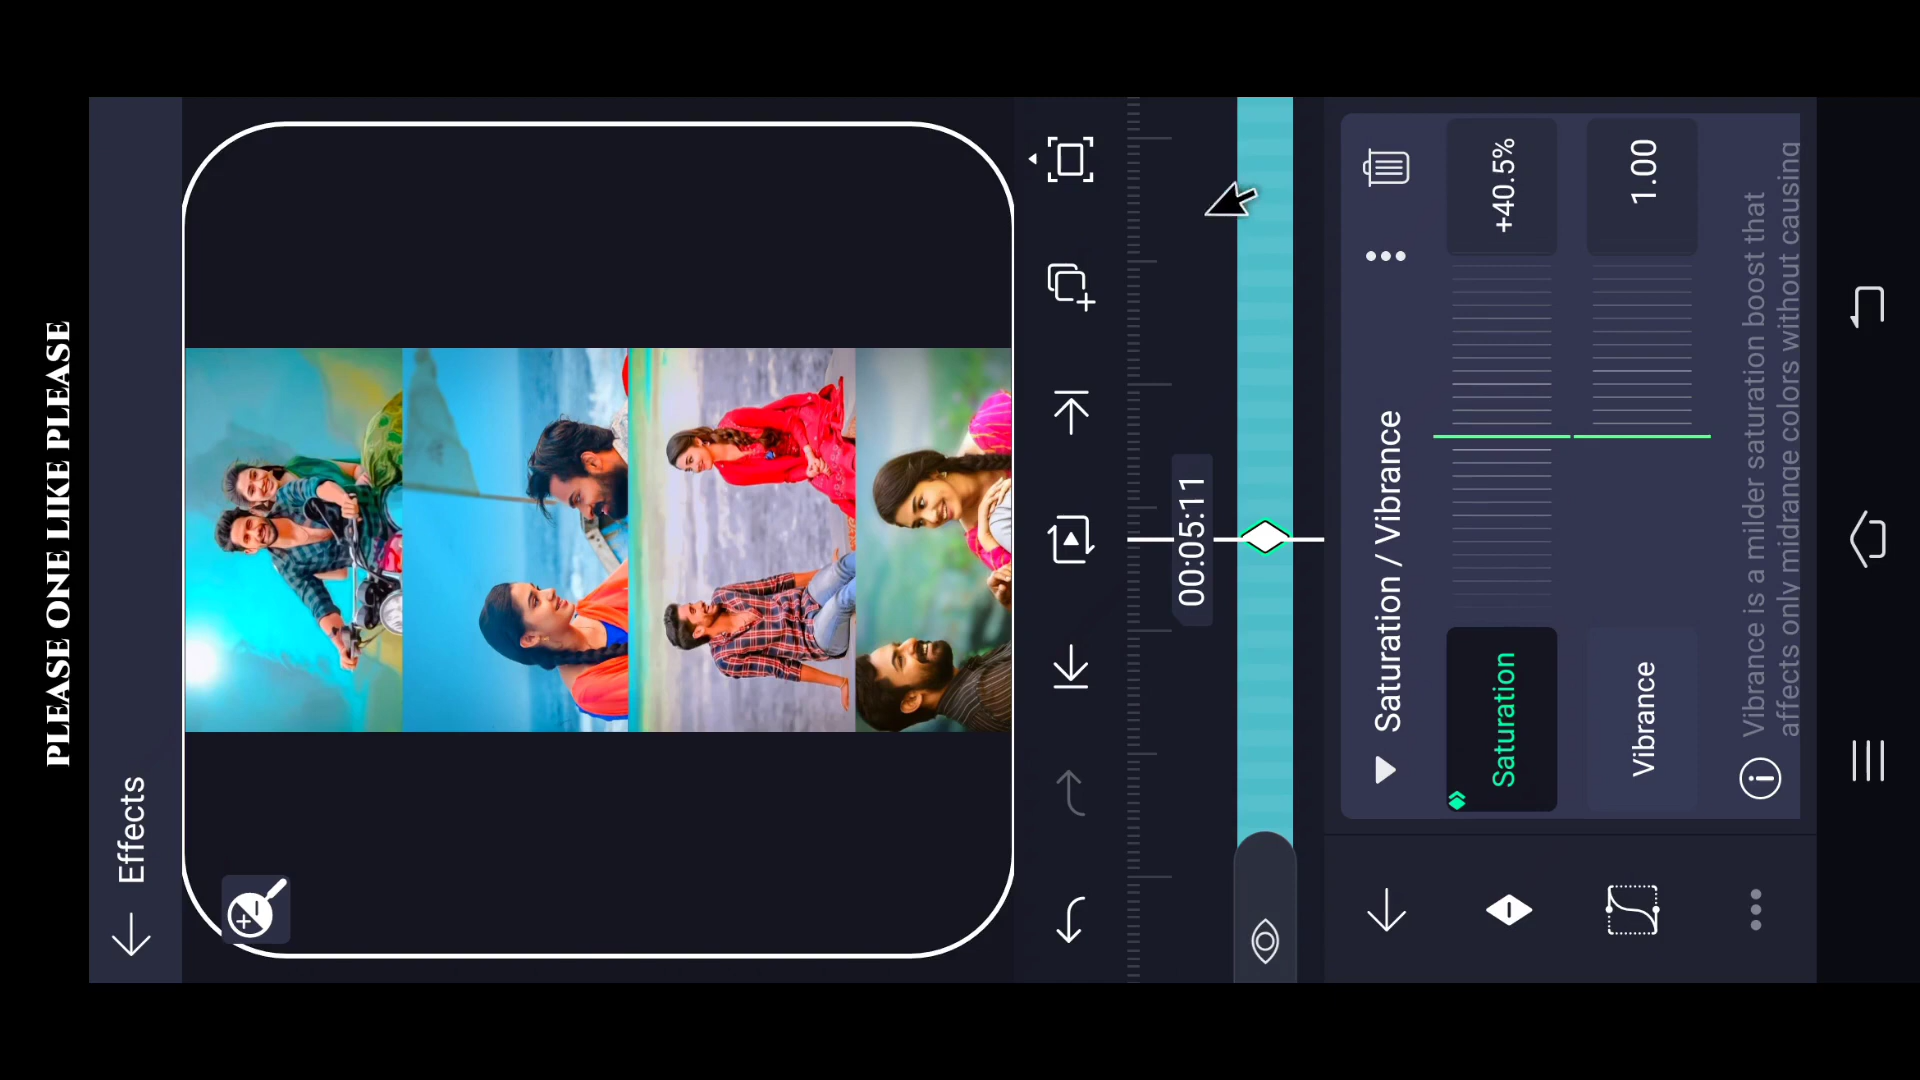 PLEASE ONE LIKE PLEASE
Effects
00:05:11
Saturation / Vibrance
Saturation
+40.5%
Vibrance
1.00
Vibrance is a milder saturation boost that
affects only midrange colors without causing